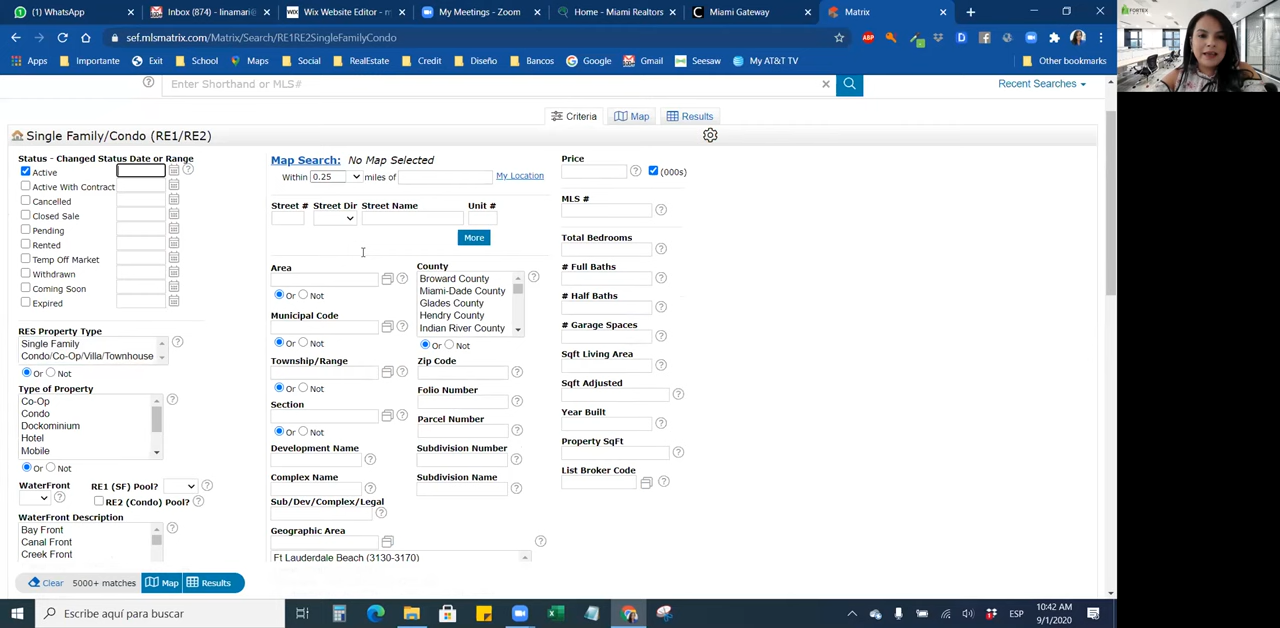 (1) WhatsApp
Inbox (874) - linamari@
Wix Website Editor - m
My Meetings - Zoom
Home - Miami Realtors
Miami Gateway
Matrix
sef.mlsmatrix.com/Matrix/Search/RE1RE2SingleFamilyCondo
Apps
Importante
Exit
School
Maps
Social
RealEstate
Credit
Diseño
Bancos
Google
Gmail
Seesaw
My AT&T TV
Other bookmarks
Enter Shorthand or MLS#
Recent Searches
Criteria
Map
Results
Single Family/Condo (RE1/RE2)
Status - Changed Status Date or Range
Active
Active With Contract
Cancelled
Closed Sale
Pending
Rented
Temp Off Market
Withdrawn
Coming Soon
Expired
RES Property Type
Single Family
Condo/Co-Op/Villa/Townhouse
Or Not
Type of Property
Co-Op
Condo
Dockominium
Hotel
Mobile
Or Not
WaterFront
RE1 (SF) Pool?
RE2 (Condo) Pool?
WaterFront Description
Bay Front
Canal Front
Creek Front
Map Search: No Map Selected
Within 0.25 miles of
My Location
Street # Street Dir Street Name Unit #
More
Area
Or Not
Municipal Code
Or Not
Township/Range
Or Not
Section
Or Not
Development Name
Complex Name
Sub/Dev/Complex/Legal
Geographic Area
Ft Lauderdale Beach (3130-3170)
County
Broward County
Miami-Dade County
Glades County
Hendry County
Indian River County
Or Not
Zip Code
Folio Number
Parcel Number
Subdivision Number
Subdivision Name
Price
(000s)
MLS #
Total Bedrooms
# Full Baths
# Half Baths
# Garage Spaces
Sqft Living Area
Sqft Adjusted
Year Built
Property SqFt
List Broker Code
Clear 5000+ matches Map Results
Escribe aquí para buscar
ESP
10:42 AM
9/1/2020
FORTEX